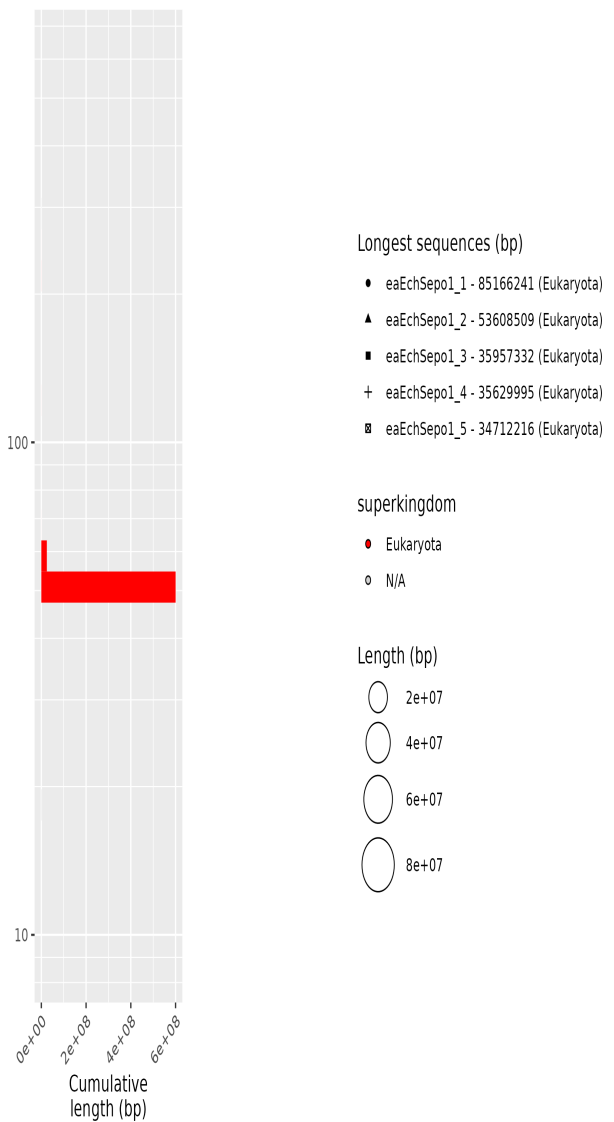 Longest sequences (bp)
eaEchSepo1_1 - 85166241 (Eukaryota)
eaEchSepo1_2 - 53608509 (Eukaryota)
eaEchSepo1_3 - 35957332 (Eukaryota)
eaEchSepo1_4 - 35629995 (Eukaryota)
eaEchSepo1_5 - 34712216 (Eukaryota)
100
superkingdom
Eukaryota
N/A
Length (bp)
2e+07
4e+07
6e+07
8e+07
10
0e+00 2e+08 4e+08 6e+08
Cumulative
length (bp)